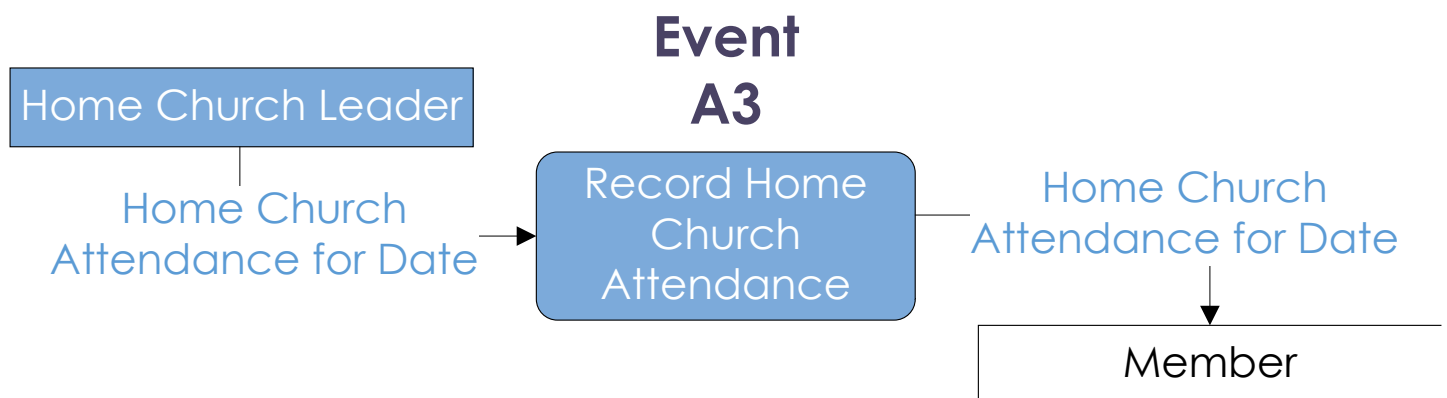 Event
A3
Home Church Leader
Home Church
Attendance for Date
Record Home
Church
Attendance
Home Church
Attendance for Date
Member